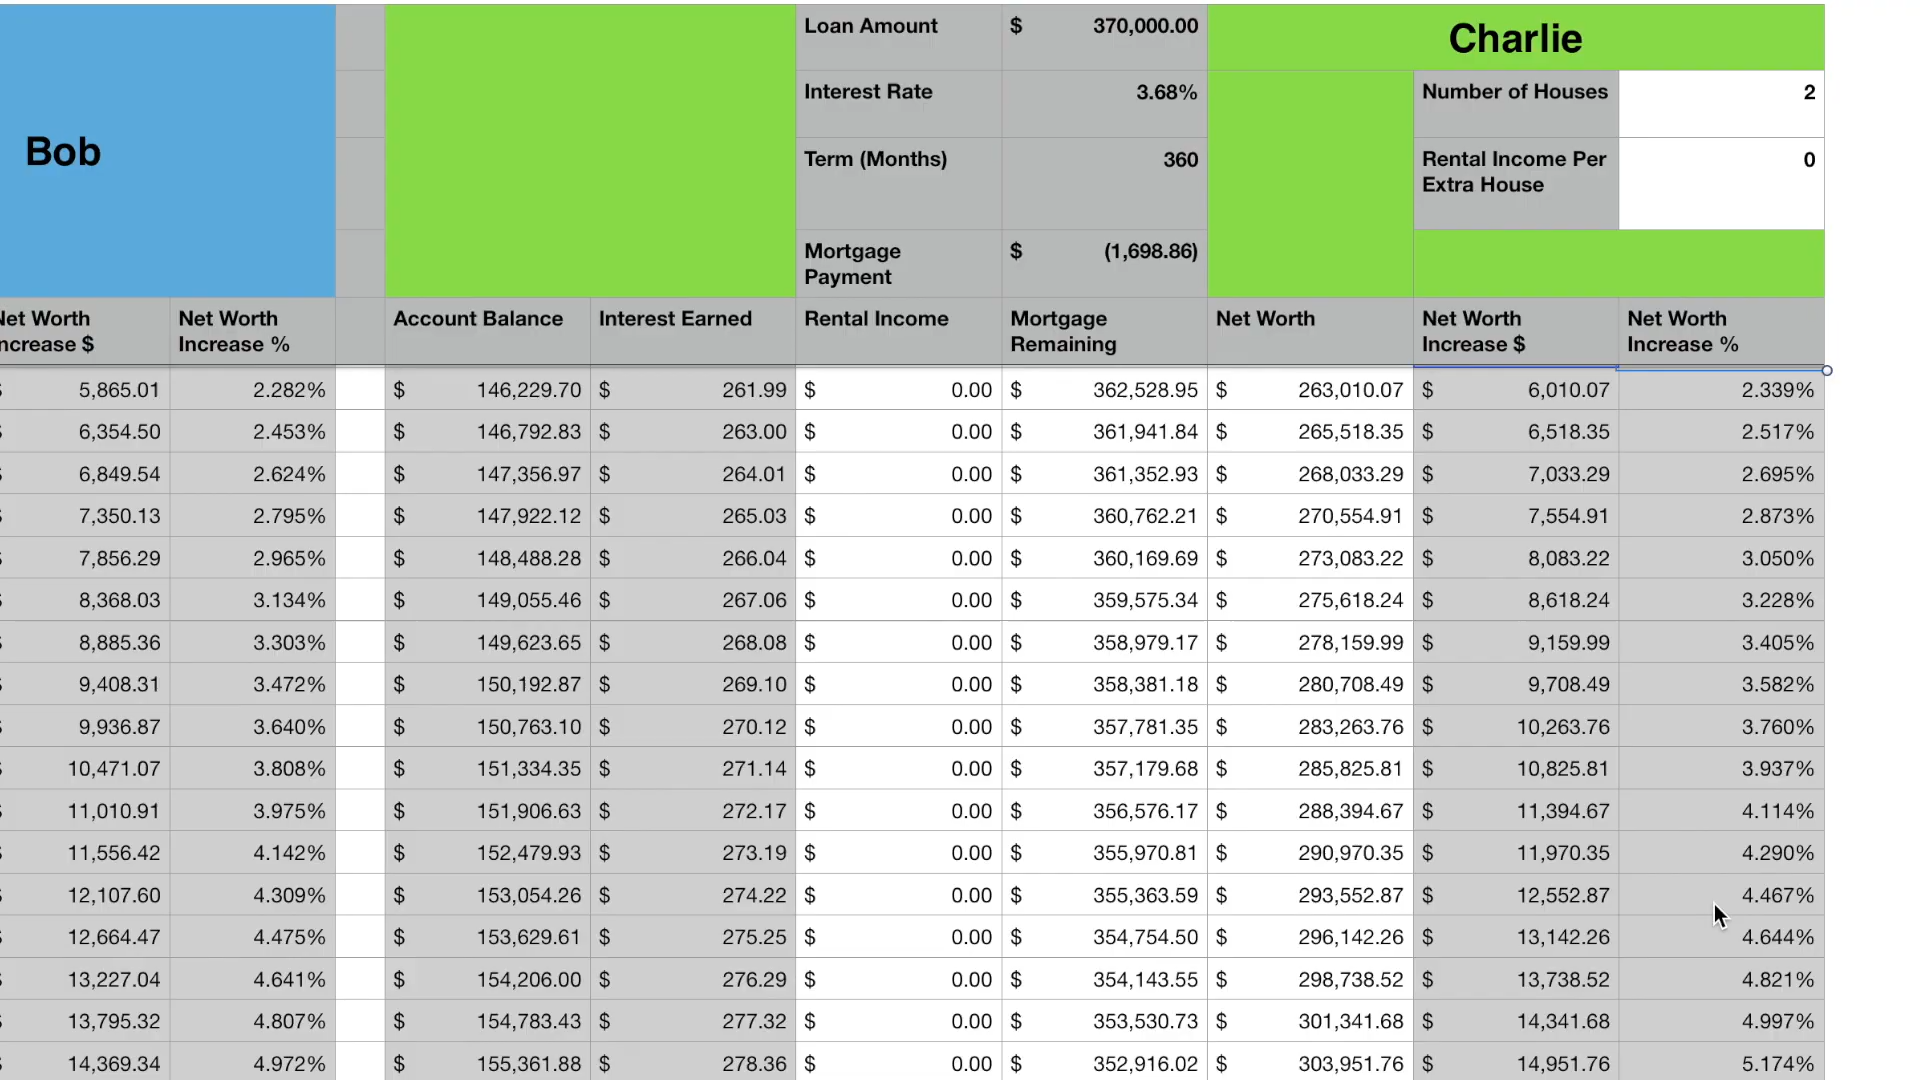 Loan Amount $ 370,000.00 Charlie
Interest Rate 3.68% Number of Houses 2
Bob
Term (Months) 360 Rental Income Per 0
Extra House
Mortgage $ (1,698.86)
Payment
Net Worth Net Worth Account Balance Interest Earned Rental Income Mortgage Net Worth Net Worth Net Worth
Increase $ Increase % Remaining Increase $ Increase %
5,865.01 2.282% $ 146,229.70 $ 261.99 $ 0.00 $ 362,528.95 $ 263,010.07 $ 6,010.07 2.339%
6,354.50 2.453% $ 146,792.83 $ 263.00 $ 0.00 $ 361,941.84 $ 265,518.35 $ 6,518.35 2.517%
6,849.54 2.624% $ 147,356.97 $ 264.01 $ 0.00 $ 361,352.93 $ 268,033.29 $ 7,033.29 2.695%
7,350.13 2.795% $ 147,922.12 $ 265.03 $ 0.00 $ 360,762.21 $ 270,554.91 $ 7,554.91 2.873%
7,856.29 2.965% $ 148,488.28 $ 266.04 $ 0.00 $ 360,169.69 $ 273,083.22 $ 8,083.22 3.050%
8,368.03 3.134% $ 149,055.46 $ 267.06 $ 0.00 $ 359,575.34 $ 275,618.24 $ 8,618.24 3.228%
8,885.36 3.303% $ 149,623.65 $ 268.08 $ 0.00 $ 358,979.17 $ 278,159.99 $ 9,159.99 3.405%
9,408.31 3.472% $ 150,192.87 $ 269.10 $ 0.00 $ 358,381.18 $ 280,708.49 $ 9,708.49 3.582%
9,936.87 3.640% $ 150,763.10 $ 270.12 $ 0.00 $ 357,781.35 $ 283,263.76 $ 10,263.76 3.760%
10,471.07 3.808% $ 151,334.35 $ 271.14 $ 0.00 $ 357,179.68 $ 285,825.81 $ 10,825.81 3.937%
11,010.91 3.975% $ 151,906.63 $ 272.17 $ 0.00 $ 356,576.17 $ 288,394.67 $ 11,394.67 4.114%
11,556.42 4.142% $ 152,479.93 $ 273.19 $ 0.00 $ 355,970.81 $ 290,970.35 $ 11,970.35 4.290%
12,107.60 4.309% $ 153,054.26 $ 274.22 $ 0.00 $ 355,363.59 $ 293,552.87 $ 12,552.87 4.467%
12,664.47 4.475% $ 153,629.61 $ 275.25 $ 0.00 $ 354,754.50 $ 296,142.26 $ 13,142.26 4.644%
13,227.04 4.641% $ 154,206.00 $ 276.29 $ 0.00 $ 354,143.55 $ 298,738.52 $ 13,738.52 4.821%
13,795.32 4.807% $ 154,783.43 $ 277.32 $ 0.00 $ 353,530.73 $ 301,341.68 $ 14,341.68 4.997%
14,369.34 4.972% $ 155,361.88 $ 278.36 $ 0.00 $ 352,916.02 $ 303,951.76 $ 14,951.76 5.174%